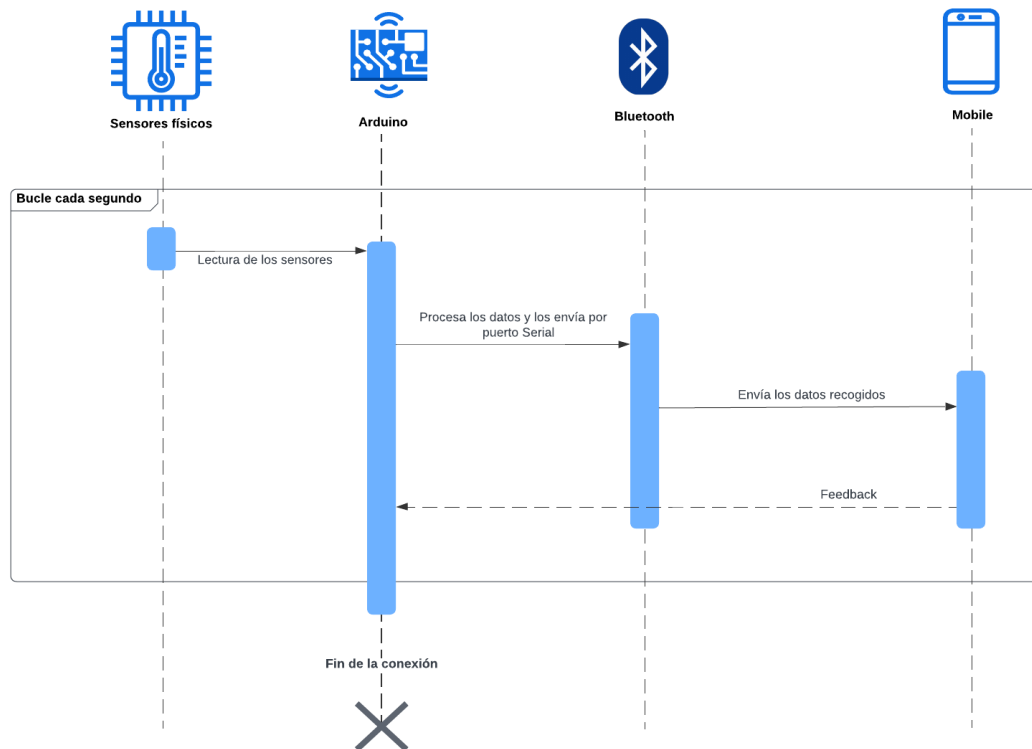 Sensores físicos
Arduino
Bluetooth
Mobile
Bucle cada segundo
Lectura de los sensores
Procesa los datos y los envía por
puerto Serial
Envía los datos recogidos
Feedback
Fin de la conexión